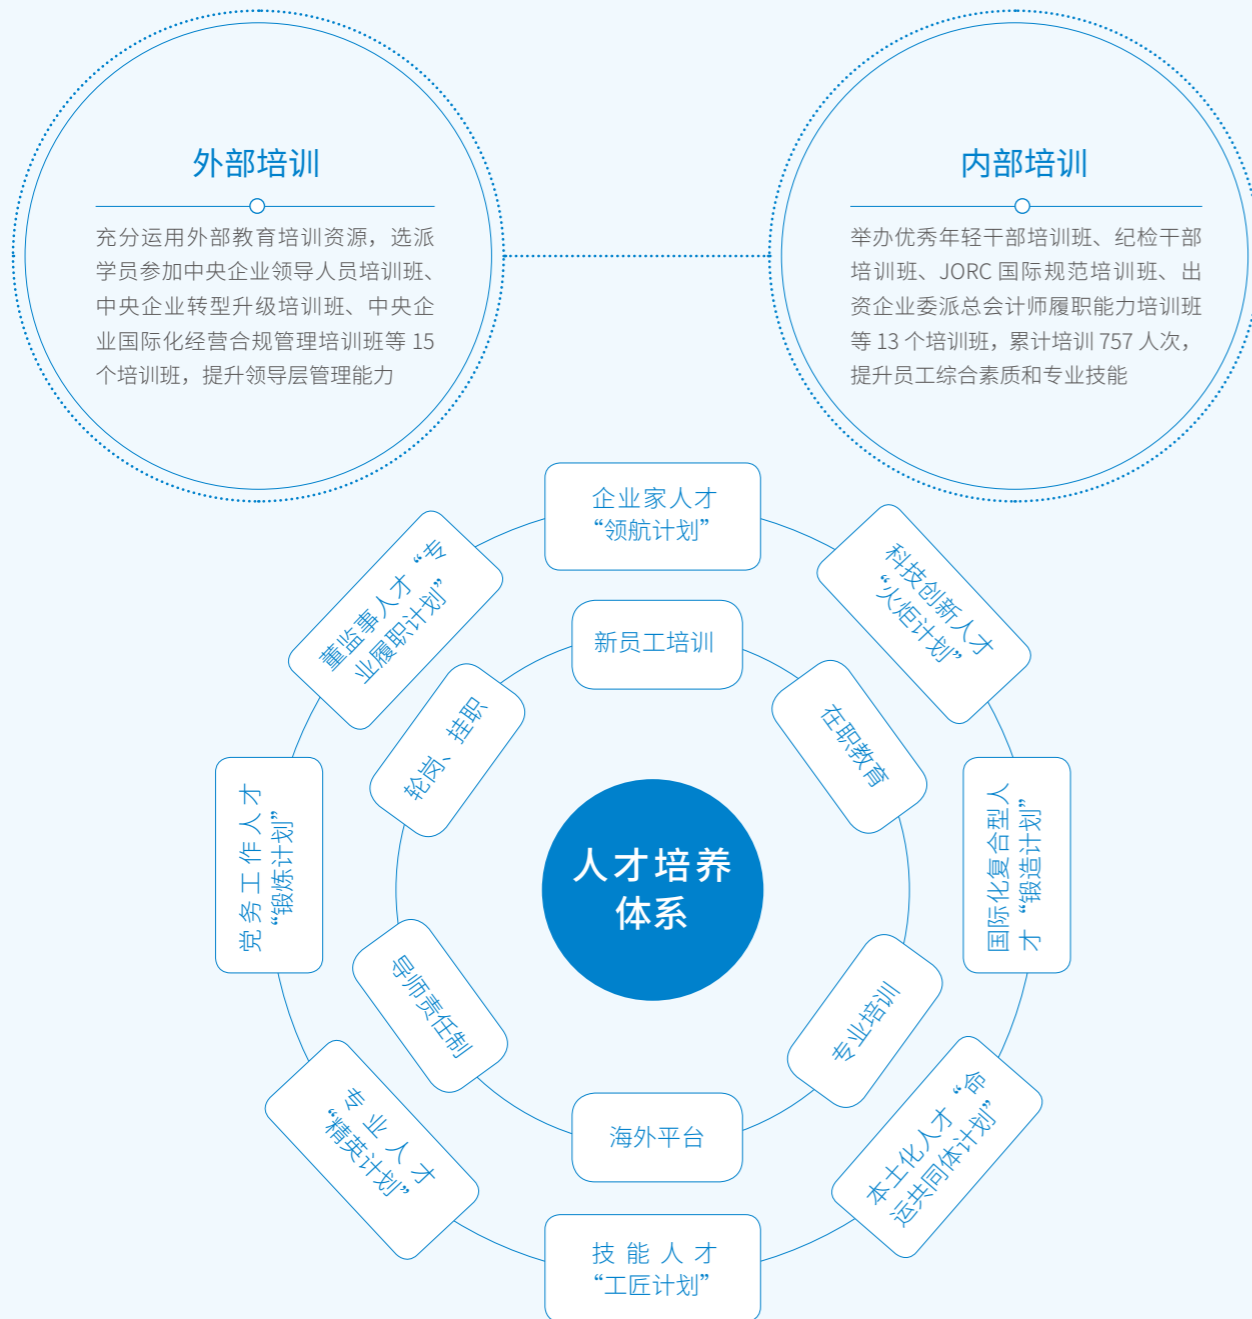 外部培训
充分运用外部教育培训资源，选派
学员参加中央企业领导人员培训班、
中央企业转型升级培训班、中央企
业国际化经营合规管理培训班等 15
个培训班，提升领导层管理能力
内部培训
举办优秀年轻干部培训班、纪检干部
培训班、JORC 国际规范培训班、出
资企业委派总会计师履职能力培训班
等 13 个培训班，累计培训 757 人次，
提升员工综合素质和专业技能
企业家人才
“领航计划”
科技创新人才
“火炬计划”
国际化复合型人
才“锻造计划”
本土化人才“命
运共同体计划”
技能人才
“工匠计划”
专业人才
“精英计划”
党务工作人才
“锻炼计划”
董监事人才“专
业履职计划”
新员工培训
在职教育
专业培训
海外平台
导师责任制
轮岗、挂职
人才培养
体系